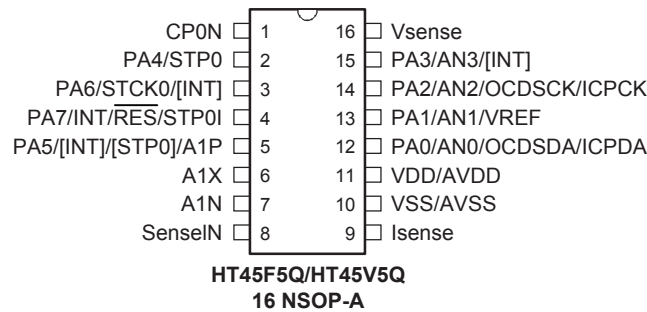 CP0N 1 16 Vsense
PA4/STP0 2 15 PA3/AN3/[INT]
PA6/STCK0/[INT] 3 14 PA2/AN2/OCDSCK/ICPCK
PA7/INT/RES/STP0I 4 13 PA1/AN1/VREF
PA5/[INT]/[STP0]/A1P 5 12 PA0/AN0/OCDSDA/ICPDA
A1X 6 11 VDD/AVDD
A1N 7 10 VSS/AVSS
SenseIN 8 9 Isense
HT45F5Q/HT45V5Q
16 NSOP-A